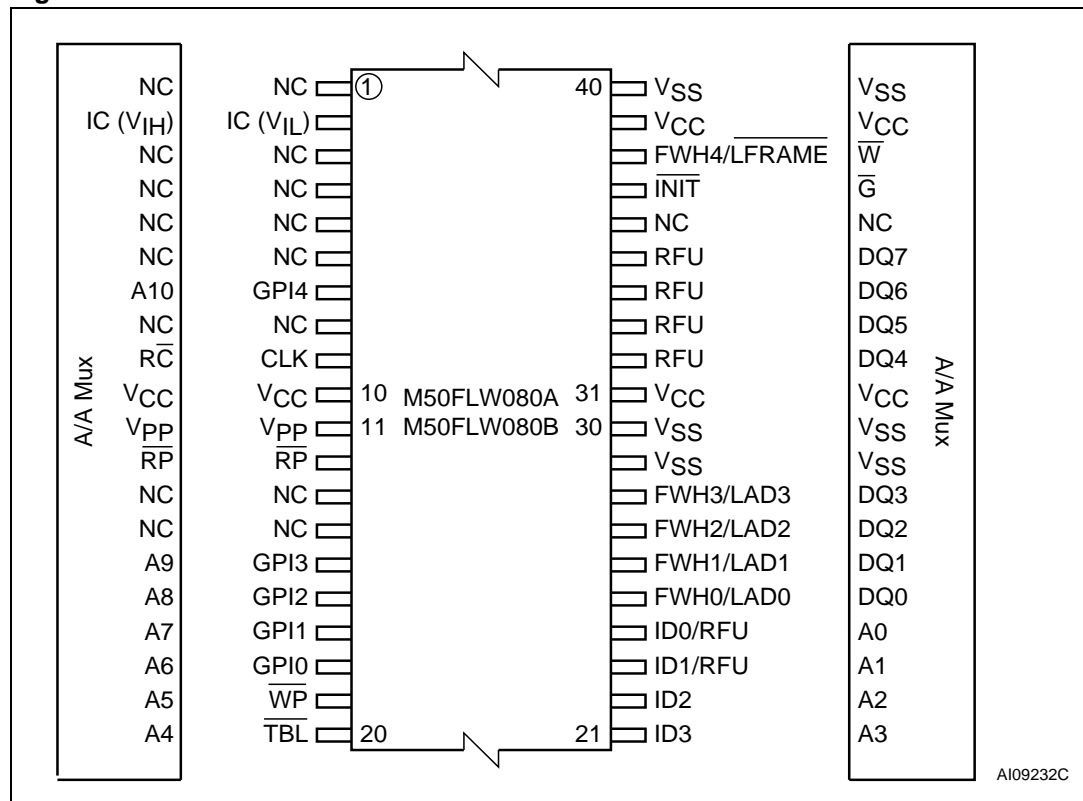 NC NC 1 40 VSS VSS
IC (VIH) IC (VIL) VCC VCC
NC NC FWH4/LFRAME W
NC NC INIT G
NC NC NC NC
NC NC RFU DQ7
A10 GPI4 RFU DQ6
NC NC RFU DQ5
RC CLK RFU DQ4
VCC VCC 10 M50FLW080A 31 VCC VCC
VPP VPP 11 M50FLW080B 30 VSS VSS
RP RP VSS VSS
NC NC FWH3/LAD3 DQ3
NC NC FWH2/LAD2 DQ2
A9 GPI3 FWH1/LAD1 DQ1
A8 GPI2 FWH0/LAD0 DQ0
A7 GPI1 ID0/RFU A0
A6 GPI0 ID1/RFU A1
A5 WP ID2 A2
A4 TBL 20 21 ID3 A3
A/A Mux
A/A Mux
AI09232C